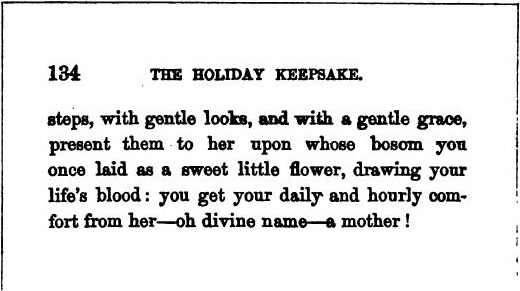 134 THE HOLIDAY KEEPSAKE.
steps, with gentle looks, and with a gentle grace,
present them to her upon whose bosom you
once laid as a sweet little flower, drawing your
life's blood: you get your daily and hourly com-
fort from her—oh divine name—a mother!